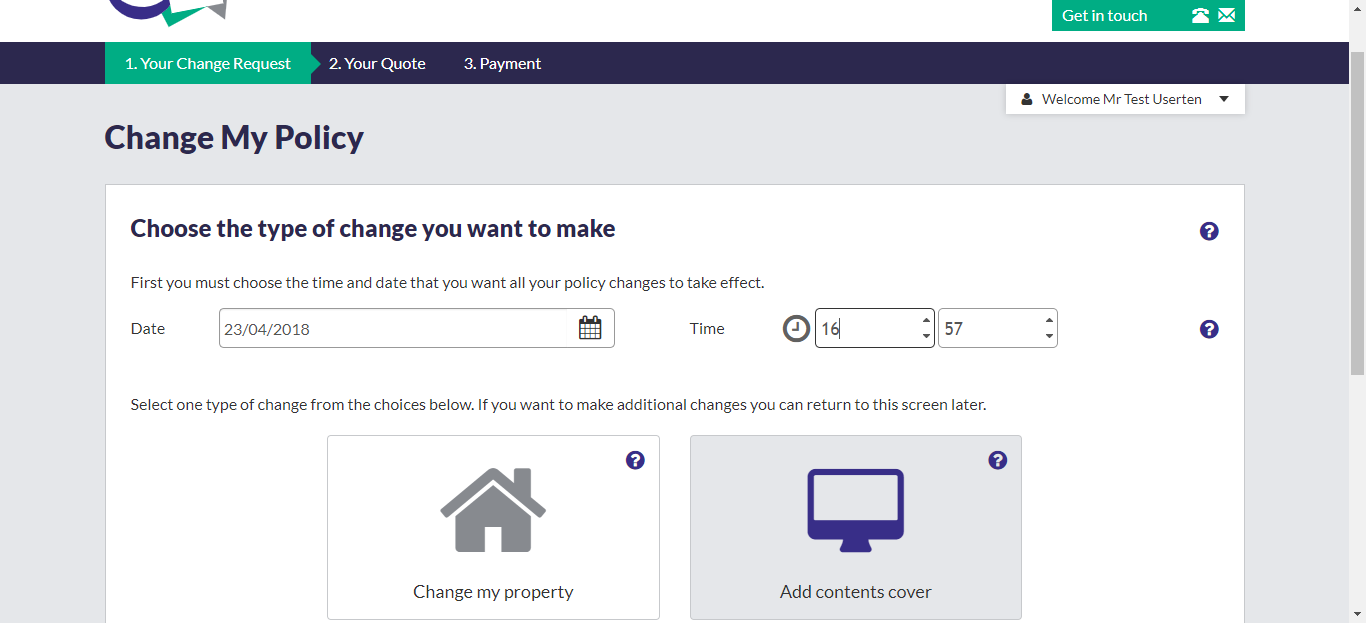 Get in touch
1. Your Change Request 2. Your Quote 3. Payment
Welcome Mr Test Userten
Change My Policy
Choose the type of change you want to make
First you must choose the time and date that you want all your policy changes to take effect.
Date 23/04/2018 Time 16 57
Select one type of change from the choices below. If you want to make additional changes you can return to this screen later.
Change my property Add contents cover